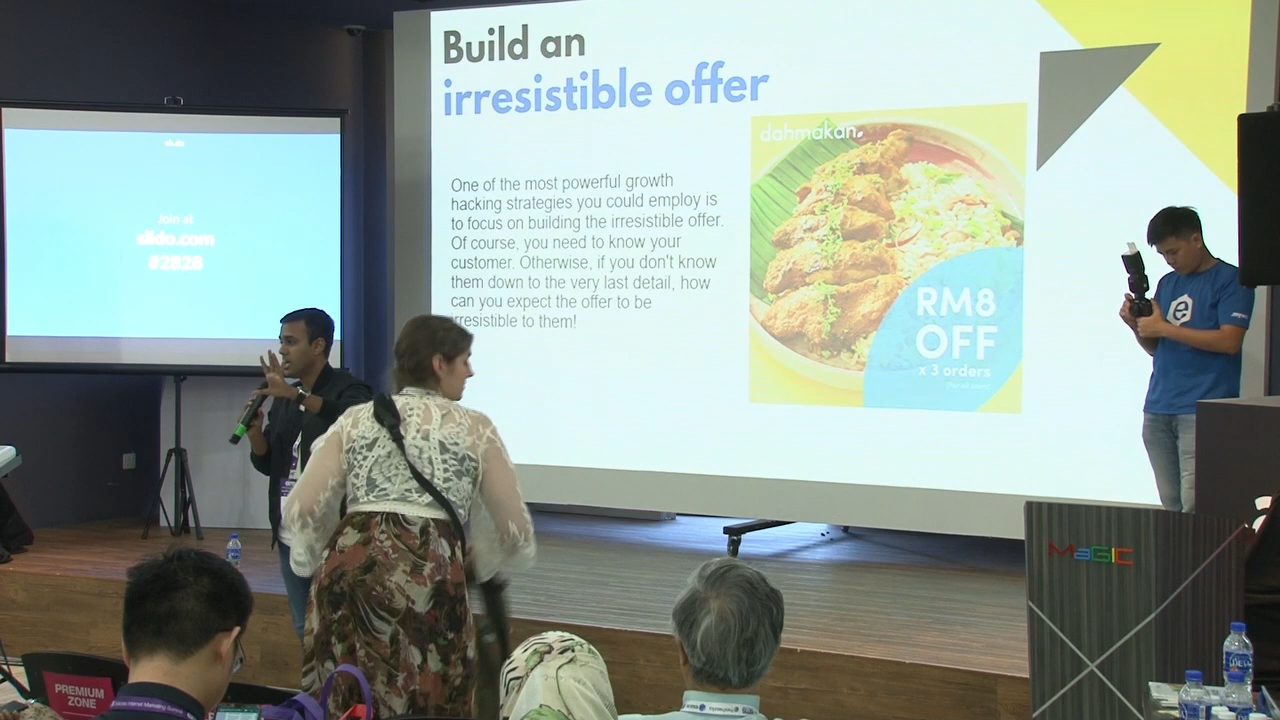 Build an
irresistible offer
One of the most powerful growth
hacking strategies you could employ is
to focus on building the irresistible offer.
Of course, you need to know your
customer. Otherwise, if you don't know
them down to the very last detail, how
can you expect the offer to be
irresistible to them!
dahmakan.
RM8
OFF
x 3 orders
Join at
slido.com
#2828
e
MaGIC
PREMIUM
ZONE